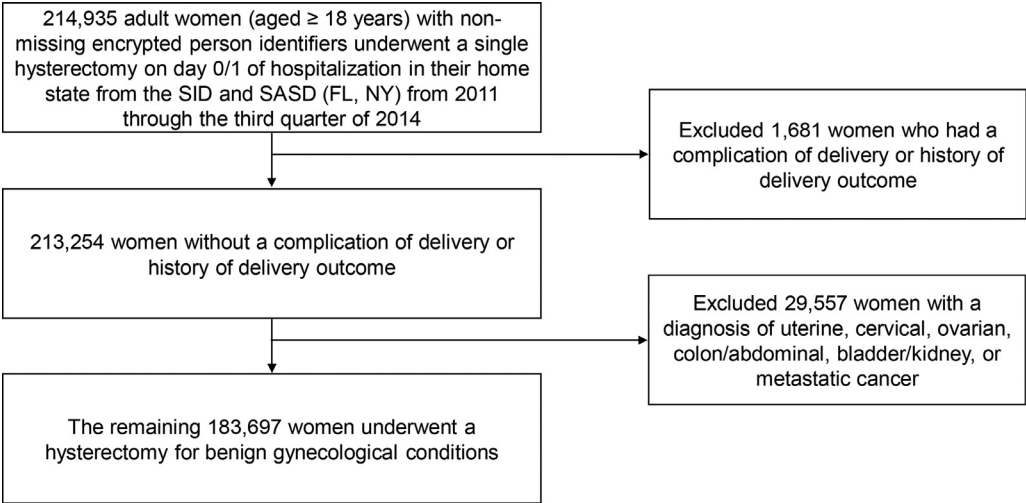 214,935 adult women (aged ≥ 18 years) with non-
missing encrypted person identifiers underwent a single
hysterectomy on day 0/1 of hospitalization in their home
state from the SID and SASD (FL, NY) from 2011
through the third quarter of 2014
Excluded 1,681 women who had a
complication of delivery or history of
delivery outcome
213,254 women without a complication of delivery or
history of delivery outcome
Excluded 29,557 women with a
diagnosis of uterine, cervical, ovarian,
colon/abdominal, bladder/kidney, or
metastatic cancer
The remaining 183,697 women underwent a
hysterectomy for benign gynecological conditions